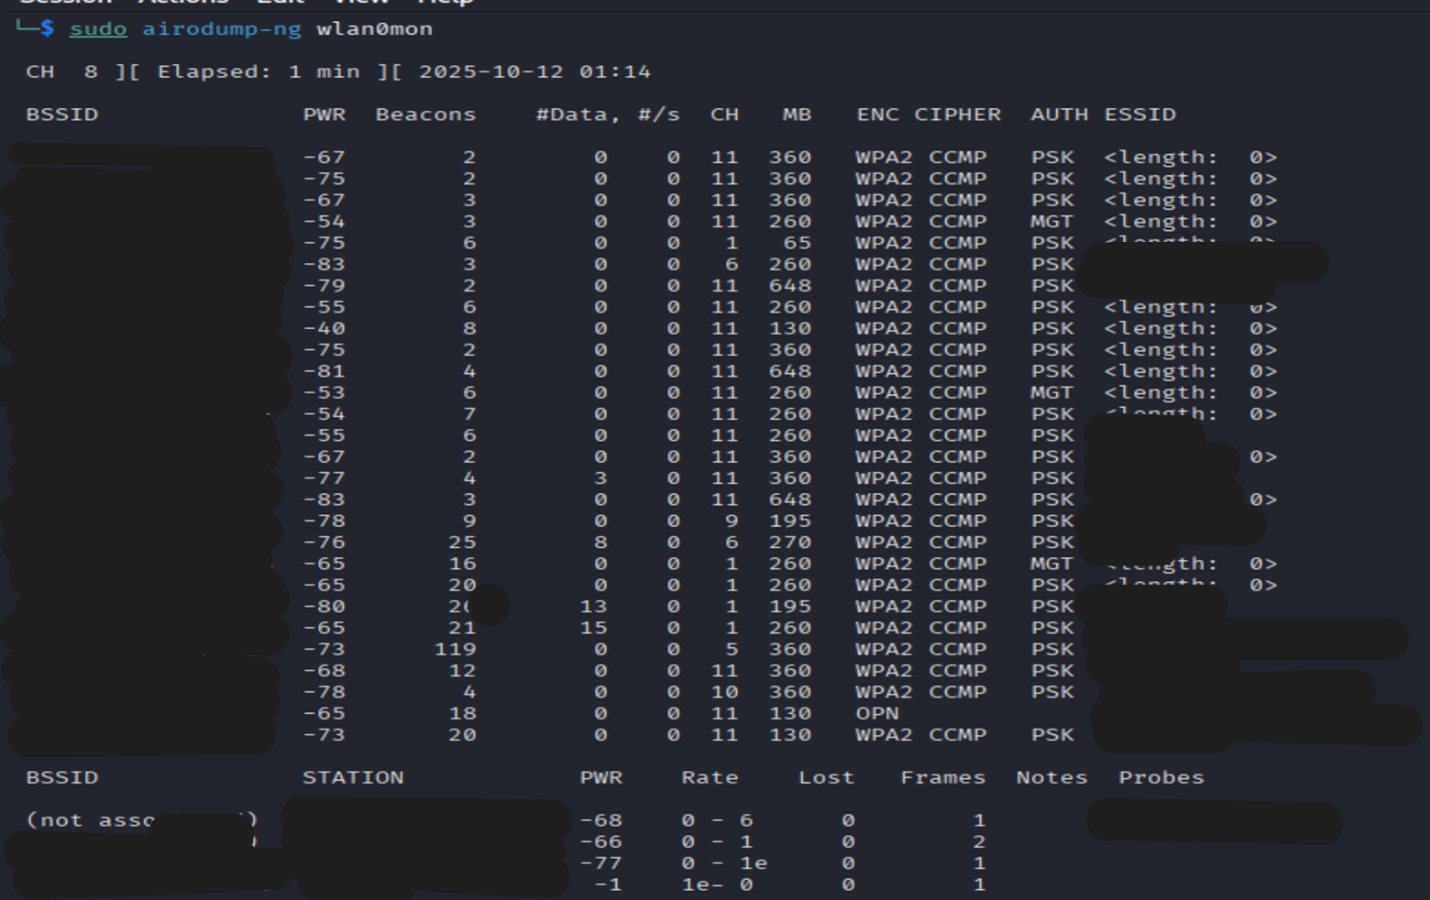 Session Actions Edit View Help
└─$ sudo airodump-ng wlan0mon
CH 8 ][ Elapsed: 1 min ][ 2025-10-12 01:14
BSSID PWR Beacons #Data, #/s CH MB ENC CIPHER AUTH ESSID
-67 2 0 0 11 360 WPA2 CCMP PSK <length: 0>
-75 2 0 0 11 360 WPA2 CCMP PSK <length: 0>
-67 3 0 0 11 360 WPA2 CCMP PSK <length: 0>
-54 3 0 0 11 260 WPA2 CCMP MGT <length: 0>
-75 6 0 0 1 65 WPA2 CCMP PSK <length: 0>
-83 3 0 0 6 260 WPA2 CCMP PSK
-79 2 0 0 11 648 WPA2 CCMP PSK
-55 6 0 0 11 260 WPA2 CCMP PSK <length: 0>
-40 8 0 0 11 130 WPA2 CCMP PSK <length: 0>
-75 2 0 0 11 360 WPA2 CCMP PSK <length: 0>
-81 4 0 0 11 648 WPA2 CCMP PSK <length: 0>
-53 6 0 0 11 260 WPA2 CCMP MGT <length: 0>
-54 7 0 0 11 260 WPA2 CCMP PSK <length: 0>
-55 6 0 0 11 260 WPA2 CCMP PSK
-67 2 0 0 11 360 WPA2 CCMP PSK 0>
-77 4 3 0 11 360 WPA2 CCMP PSK
-83 3 0 0 11 648 WPA2 CCMP PSK 0>
-78 9 0 0 9 195 WPA2 CCMP PSK
-76 25 8 0 6 270 WPA2 CCMP PSK
-65 16 0 0 1 260 WPA2 CCMP MGT <length: 0>
-65 20 0 0 1 260 WPA2 CCMP PSK <length: 0>
-80 13 0 1 195 WPA2 CCMP PSK
-65 21 15 0 1 260 WPA2 CCMP PSK
-73 119 0 0 5 360 WPA2 CCMP PSK
-68 12 0 0 11 360 WPA2 CCMP PSK
-78 4 0 0 10 360 WPA2 CCMP PSK
-65 18 0 0 11 130 OPN
-73 20 0 0 11 130 WPA2 CCMP PSK
BSSID STATION PWR Rate Lost Frames Notes Probes
(not asso ) -68 0 - 6 0 1
) -66 0 - 1 0 2
-77 0 - 1e 0 1
-1 1e- 0 0 1